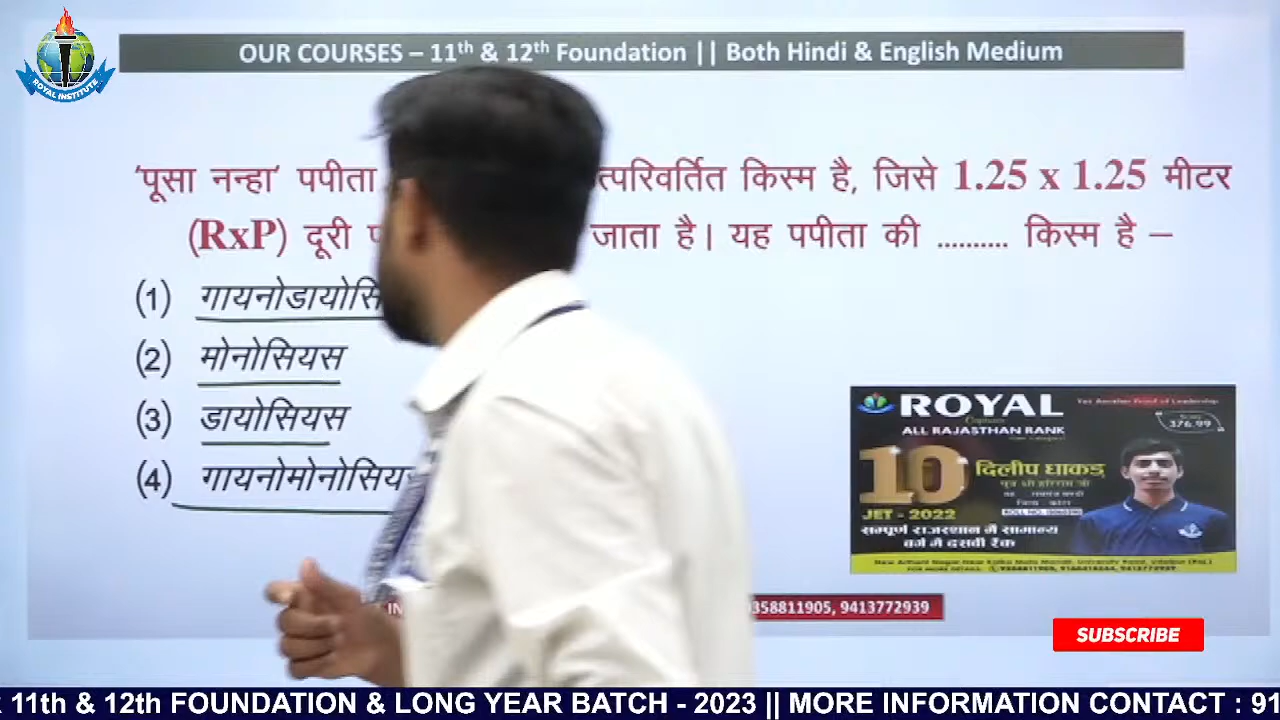 ROYAL INSTITUTE
OUR COURSES – 11th & 12th Foundation || Both Hindi & English Medium
'पूसा नन्हा' पपीता त्परिवर्तित किस्म है, जिसे 1.25 x 1.25 मीटर
(RxP) दूरी जाता है। यह पपीता की .......... किस्म है –
(1) गायनोडायोसि
(2) मोनोसियस
(3) डायोसियस
(4) गायनोमोनोसिय
ROYAL
ALL RAJASTHAN RANK
376.99
10
दिलीप धाकड़
JET - 2022
सम्पूर्ण राजस्थान में सामान्य
वर्ग में दसवीं रैंक
IN 358811905, 9413772939
SUBSCRIBE
11th & 12th FOUNDATION & LONG YEAR BATCH - 2023 || MORE INFORMATION CONTACT : 91